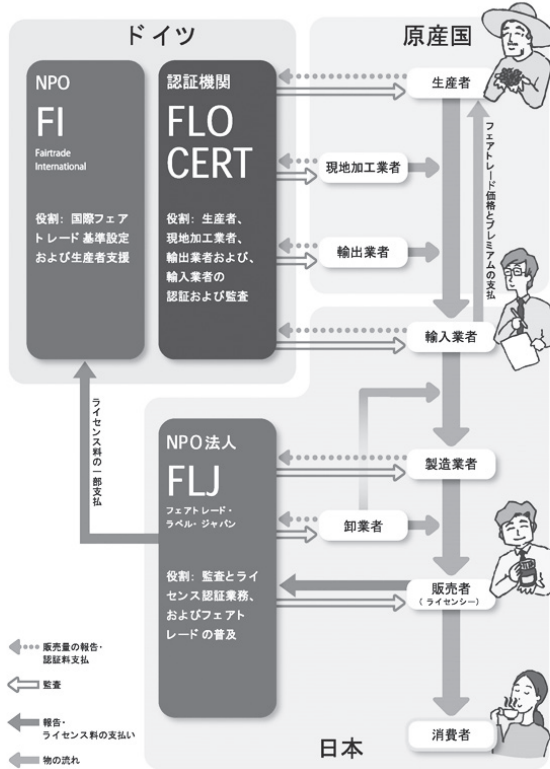 ドイツ
原産国
NPO
FI
Fairtrade
International
役割: 国際フェア
トレード基準設定
および生産者支援
認証機関
FLO
CERT
役割: 生産者、
現地加工業者、
輸出業者および、
輸入業者の
認証および監査
生産者
現地加工業者
輸出業者
フェアトレード価格とプレミアムの支払
輸入業者
ライセンス料の一部支払
NPO法人
FLJ
フェアトレード・
ラベル・ジャパン
役割: 監査とライ
センス認証業務、
およびフェアト
レードの普及
製造業者
卸業者
販売者
(ライセンシー)
消費者
日本
販売量の報告・
認証料支払
監査
報告・
ライセンス料の支払い
物の流れ